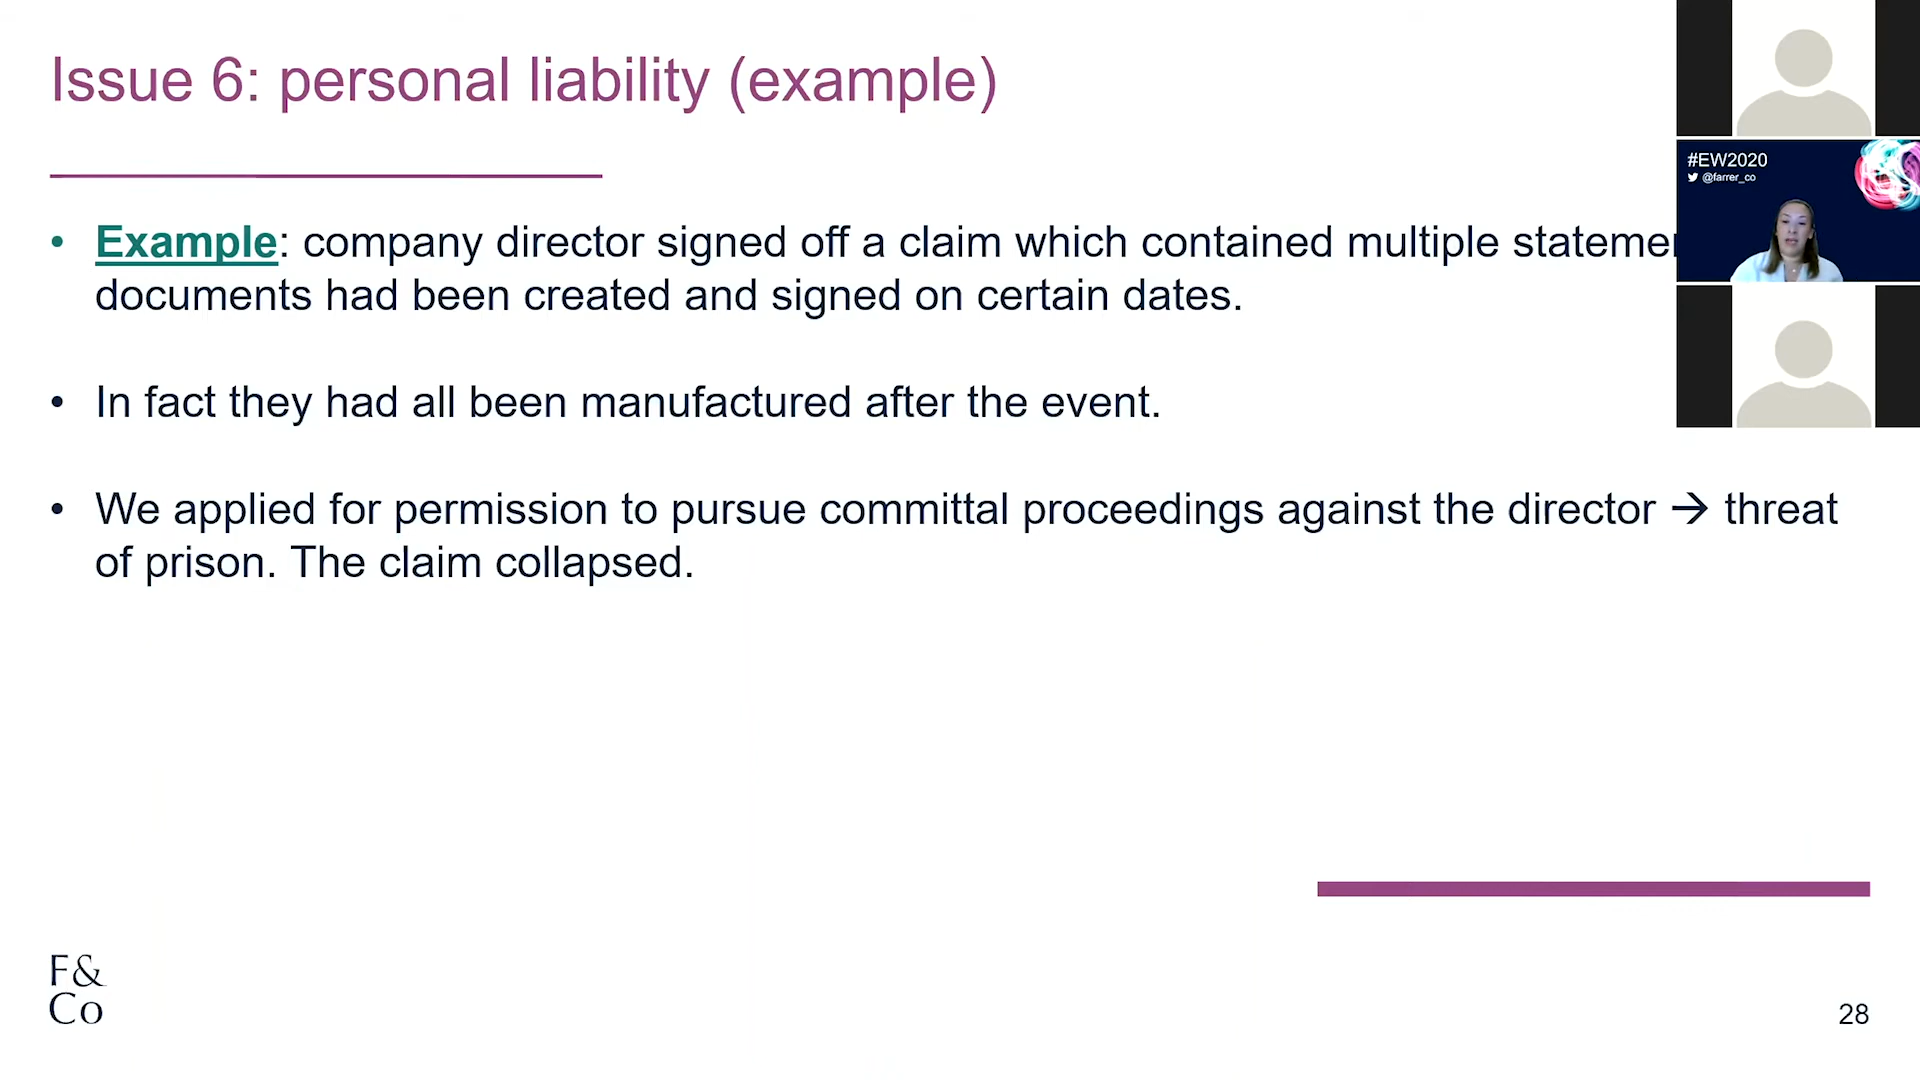 Issue 6: personal liability (example)
#EW2020
@farrer_co
• Example: company director signed off a claim which contained multiple
documents had been created and signed on certain dates.
• In fact they had all been manufactured after the event.
• We applied for permission to pursue committal proceedings against the director → threat
of prison. The claim collapsed.
F&
Co
28